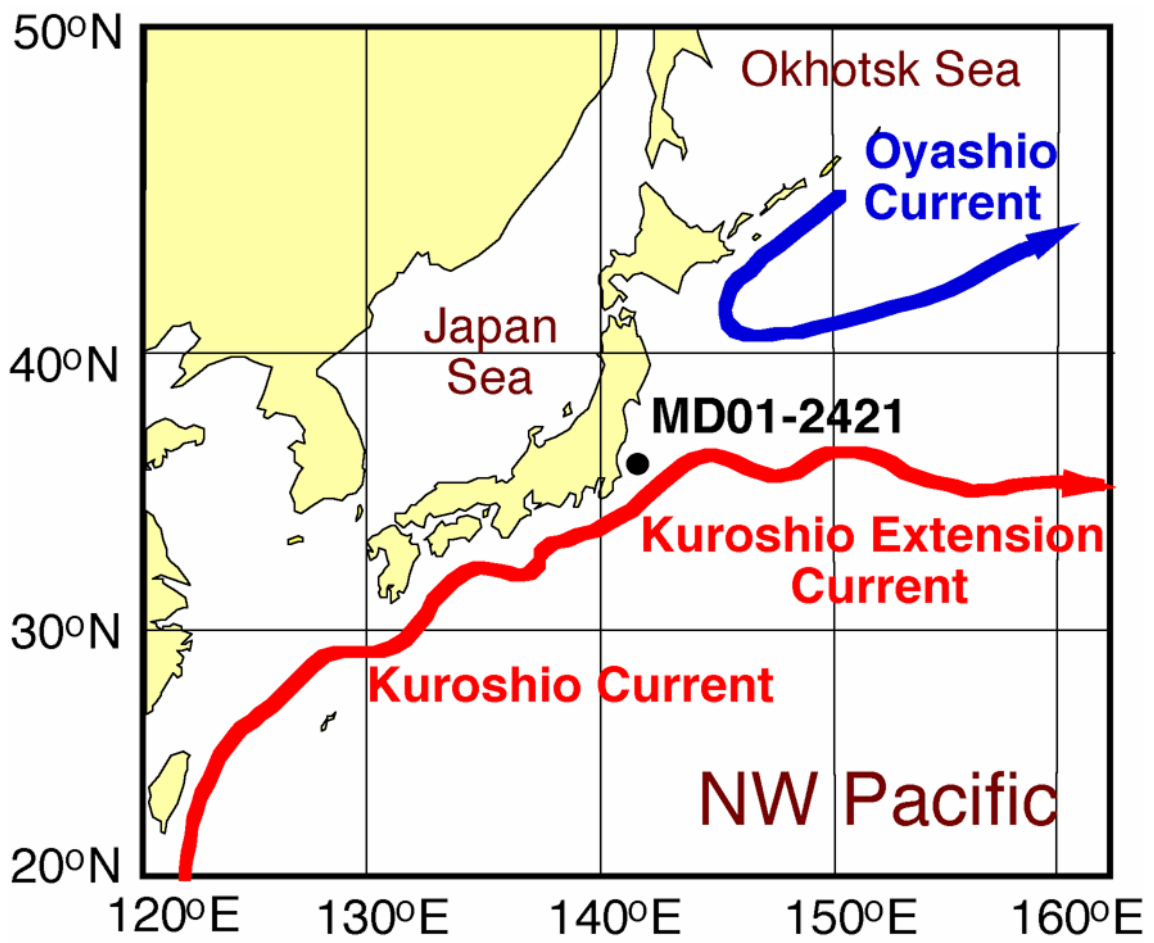 50°N
Okhotsk Sea
Oyashio
Current
Japan
Sea
40°N
MD01-2421
Kuroshio Extension
Current
30°N
Kuroshio Current
NW Pacific
20°N
120°E 130°E 140°E 150°E 160°E